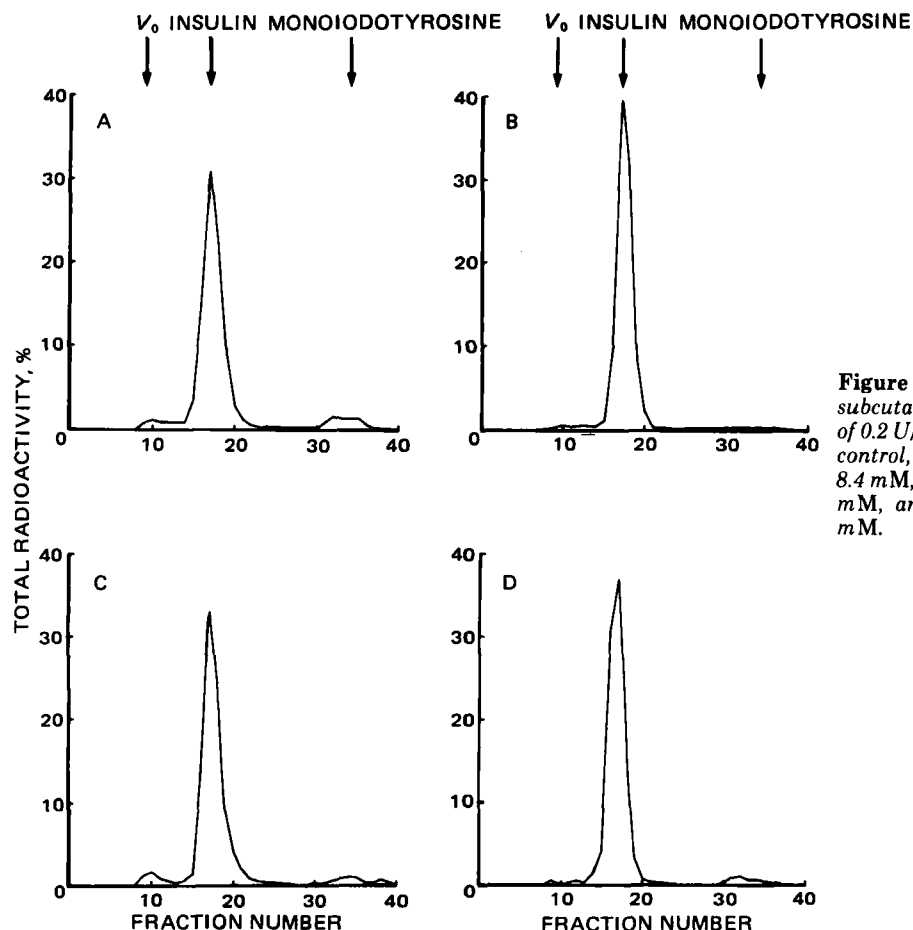 V₀ INSULIN MONOIODOTYROSINE
V₀ INSULIN MONOIODOTYROSINE
A
40
30
20
10
0
10
20
30
40
B
40
30
20
10
0
10
20
30
40
TOTAL RADIOACTIVITY, %
C
40
30
20
10
0
10
20
30
40
FRACTION NUMBER
D
40
30
20
10
0
10
20
30
40
FRACTION NUMBER
Figure
subcuta
of 0.2 U/
control,
8.4 mM,
mM, ar
mM.